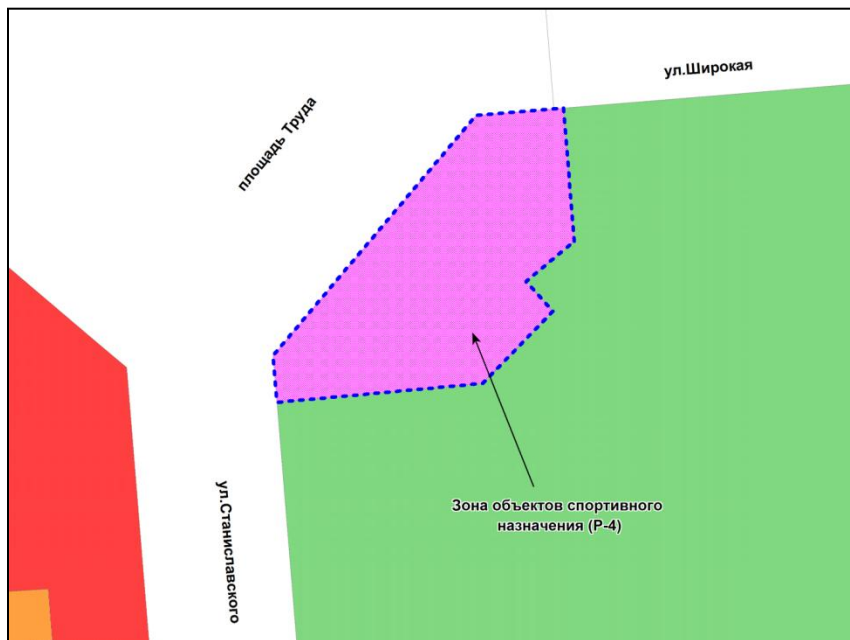 ул.Широкая
площадь Труда
ул.Станиславского
Зона объектов спортивного
назначения (Р-4)